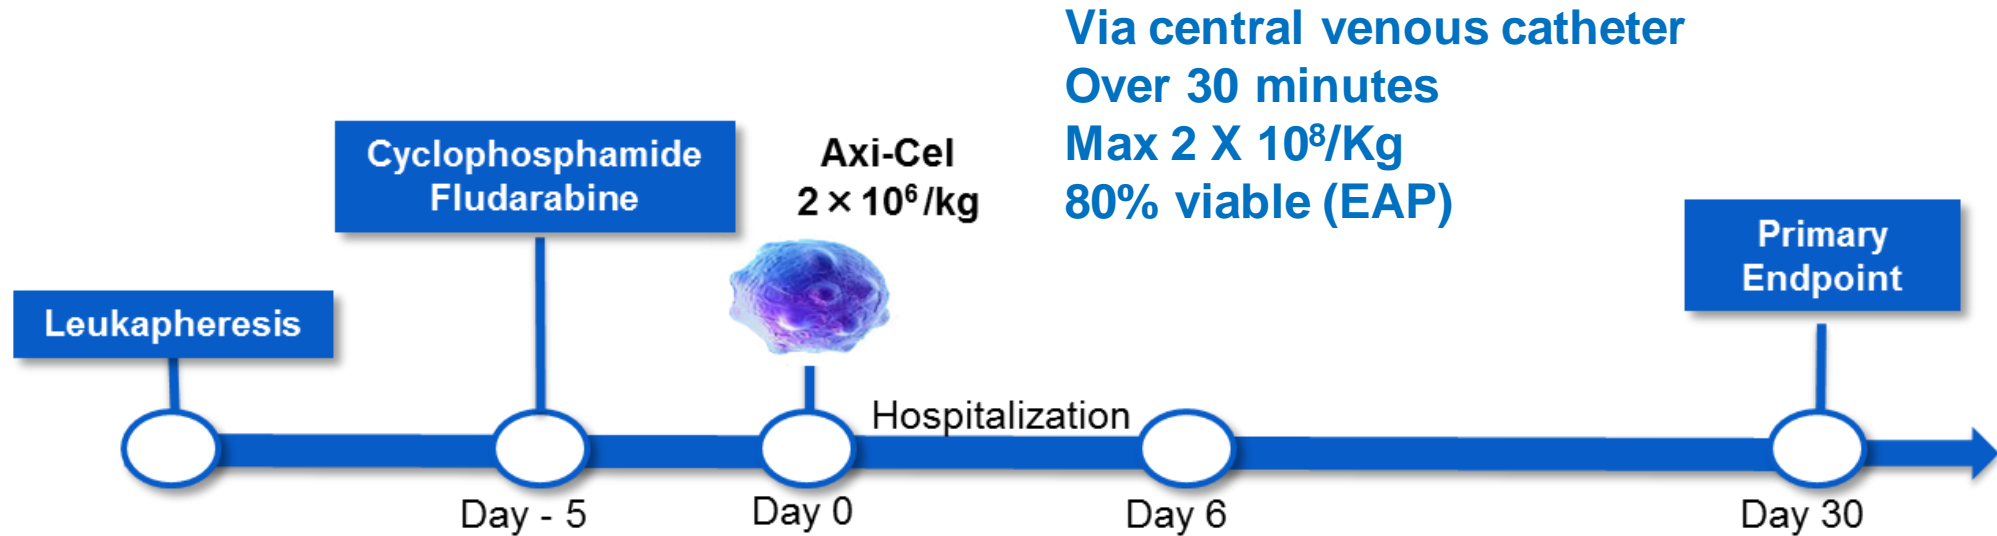 Via central venous catheter
Over 30 minutes
Max 2 X 10⁸/Kg
80% viable (EAP)
Cyclophosphamide
Fludarabine
Axi-Cel
2 × 10⁶/kg
Primary
Endpoint
Leukapheresis
Hospitalization
Day - 5
Day 0
Day 6
Day 30